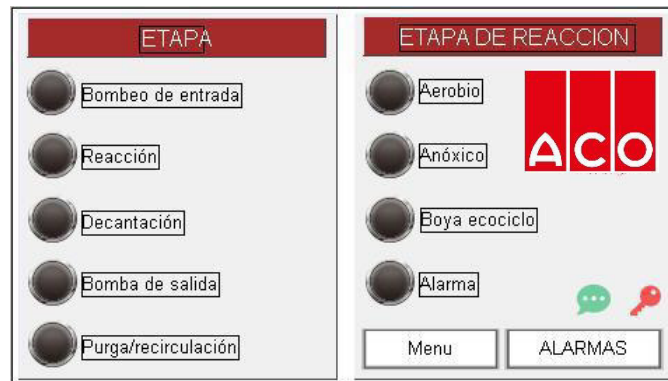 ETAPA
Bombeo de entrada
Reacción
Decantación
Bomba de salida
Purga/recirculación
ETAPA DE REACCION
Aerobio
Anóxico
Boya ecociclo
Alarma
ACO
Menu
ALARMAS